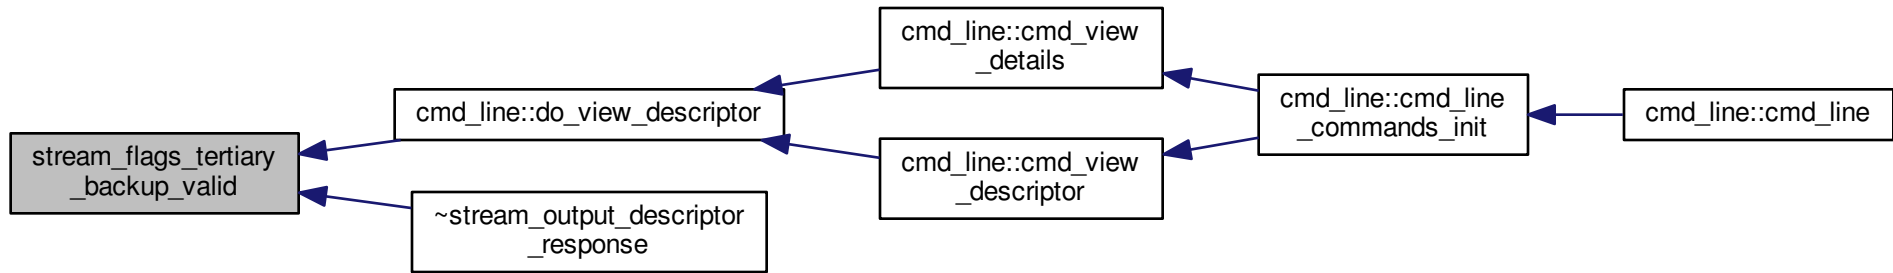 stream_flags_tertiary
_backup_valid
cmd_line::do_view_descriptor
~stream_output_descriptor
_response
cmd_line::cmd_view
_details
cmd_line::cmd_view
_descriptor
cmd_line::cmd_line
_commands_init
cmd_line::cmd_line